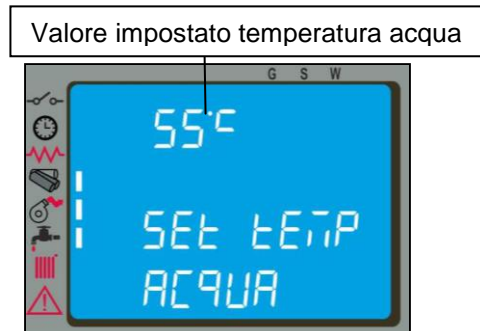 Valore impostato temperatura acqua
G S W
55°C
SEt tEMP
ACQUA